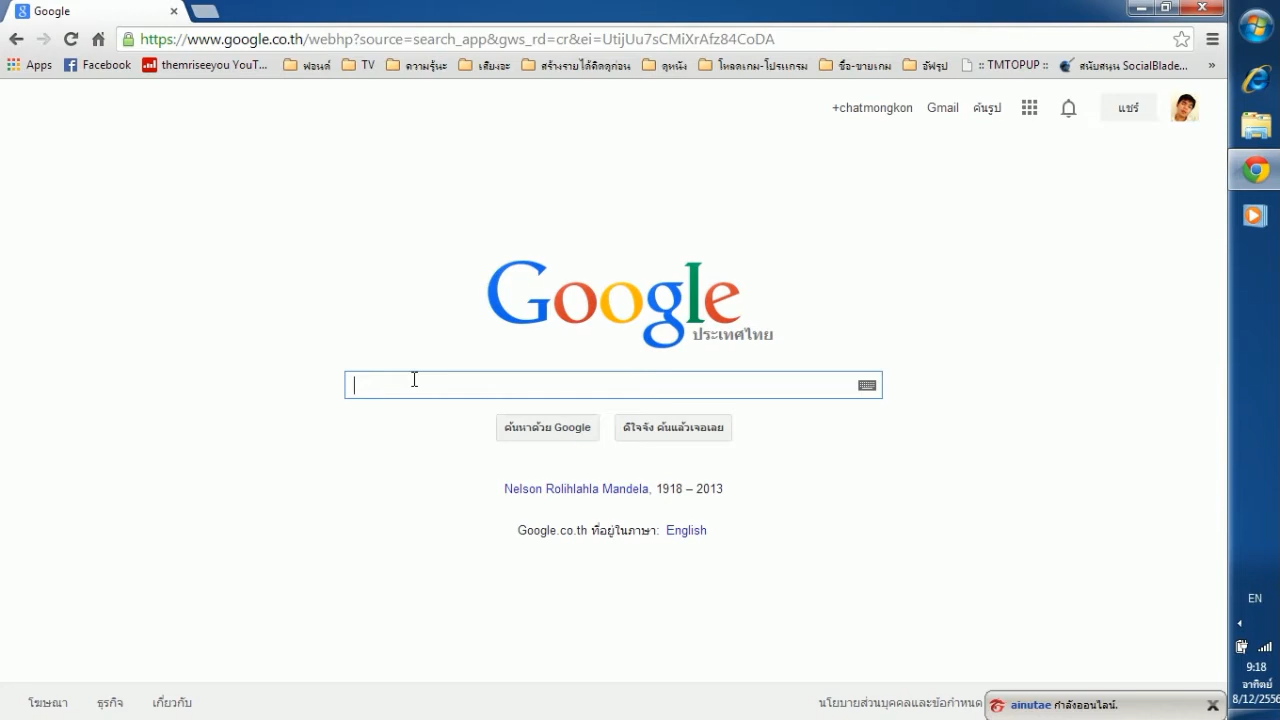 Google
https://www.google.co.th/webhp?source=search_app&gws_rd=cr&ei=UtijUu7sCMiXrAfz84CoDA
Apps Facebook themriseeyou YouT... ฟอนต์ TV ความรู้นะ เสียงอะ สร้างรายได้คิดถูก่อน ดูหนัง โหลดเกม-โปรแกรม ซื้อ-ขายเกม อัฟรูป :: TMTOPUP :: สนับสนุน SocialBlade... »
+chatmongkon Gmail ค้นรูป แชร์
Google
ประเทศไทย
ค้นหาด้วย Google ดีใจจัง ค้นแล้วเจอเลย
Nelson Rolihlahla Mandela, 1918 – 2013
Google.co.th ที่อยู่ในภาษา: English
EN
9:18
อาทิตย์
8/12/2556
โฆษณา ธุรกิจ เกี่ยวกับ นโยบายส่วนบุคคลและข้อกำหนด ainutae กำลังออนไลน์.